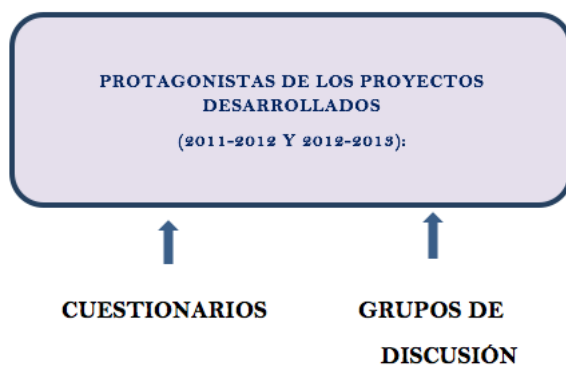 PROTAGONISTAS DE LOS PROYECTOS
DESARROLLADOS
(2011-2012 Y 2012-2013):
CUESTIONARIOS
GRUPOS DE
DISCUSIÓN